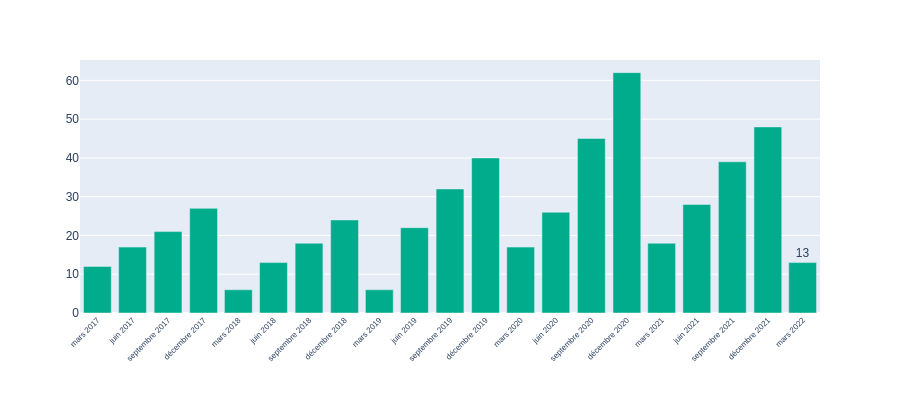 60
50
40
30
20
10
0
13
mars 2017
juin 2017
septembre 2017
décembre 2017
mars 2018
juin 2018
septembre 2018
décembre 2018
mars 2019
juin 2019
septembre 2019
décembre 2019
mars 2020
juin 2020
septembre 2020
décembre 2020
mars 2021
juin 2021
septembre 2021
décembre 2021
mars 2022